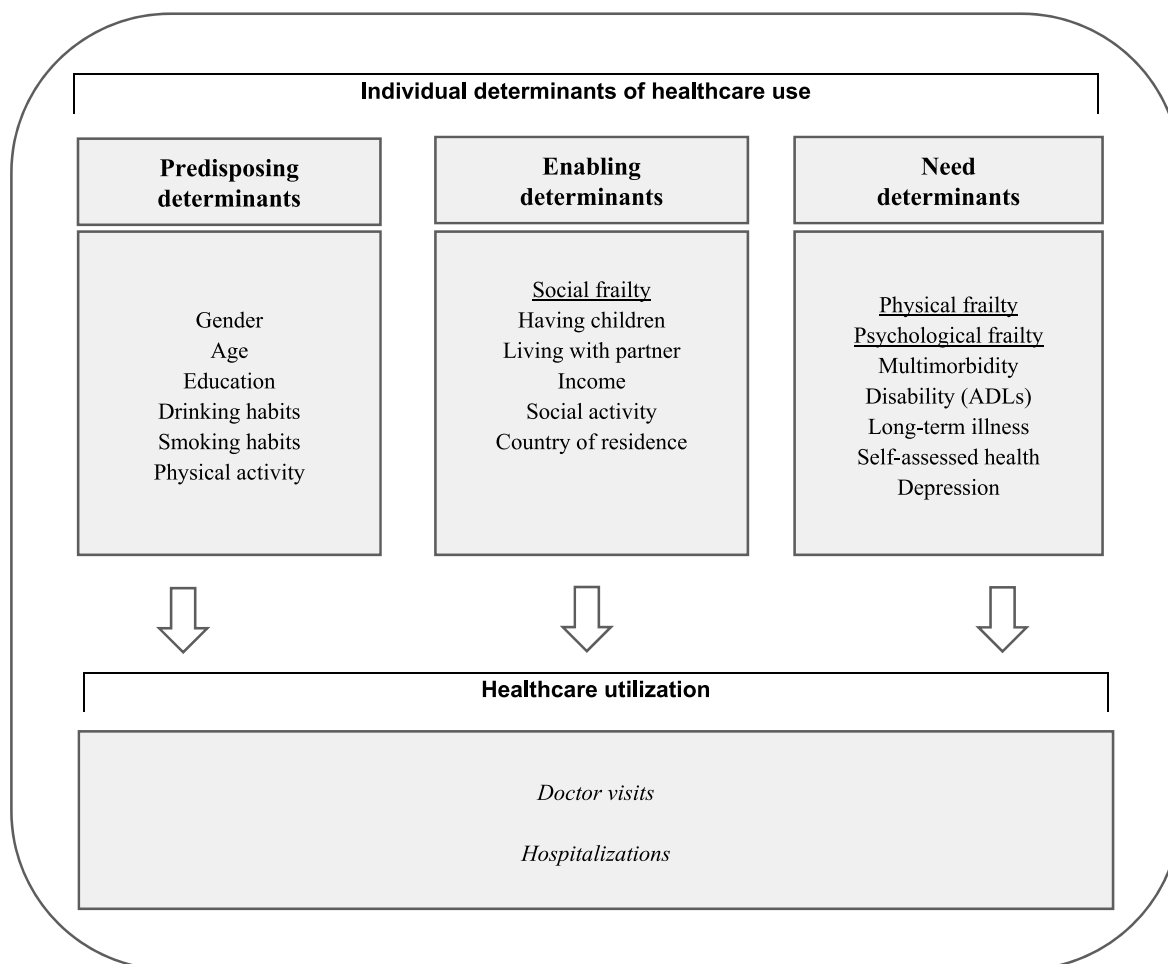 Individual determinants of healthcare use
Predisposing
determinants
Gender
Age
Education
Drinking habits
Smoking habits
Physical activity
Enabling
determinants
Social frailty
Having children
Living with partner
Income
Social activity
Country of residence
Need
determinants
Physical frailty
Psychological frailty
Multimorbidity
Disability (ADLs)
Long-term illness
Self-assessed health
Depression
Healthcare utilization
Doctor visits
Hospitalizations